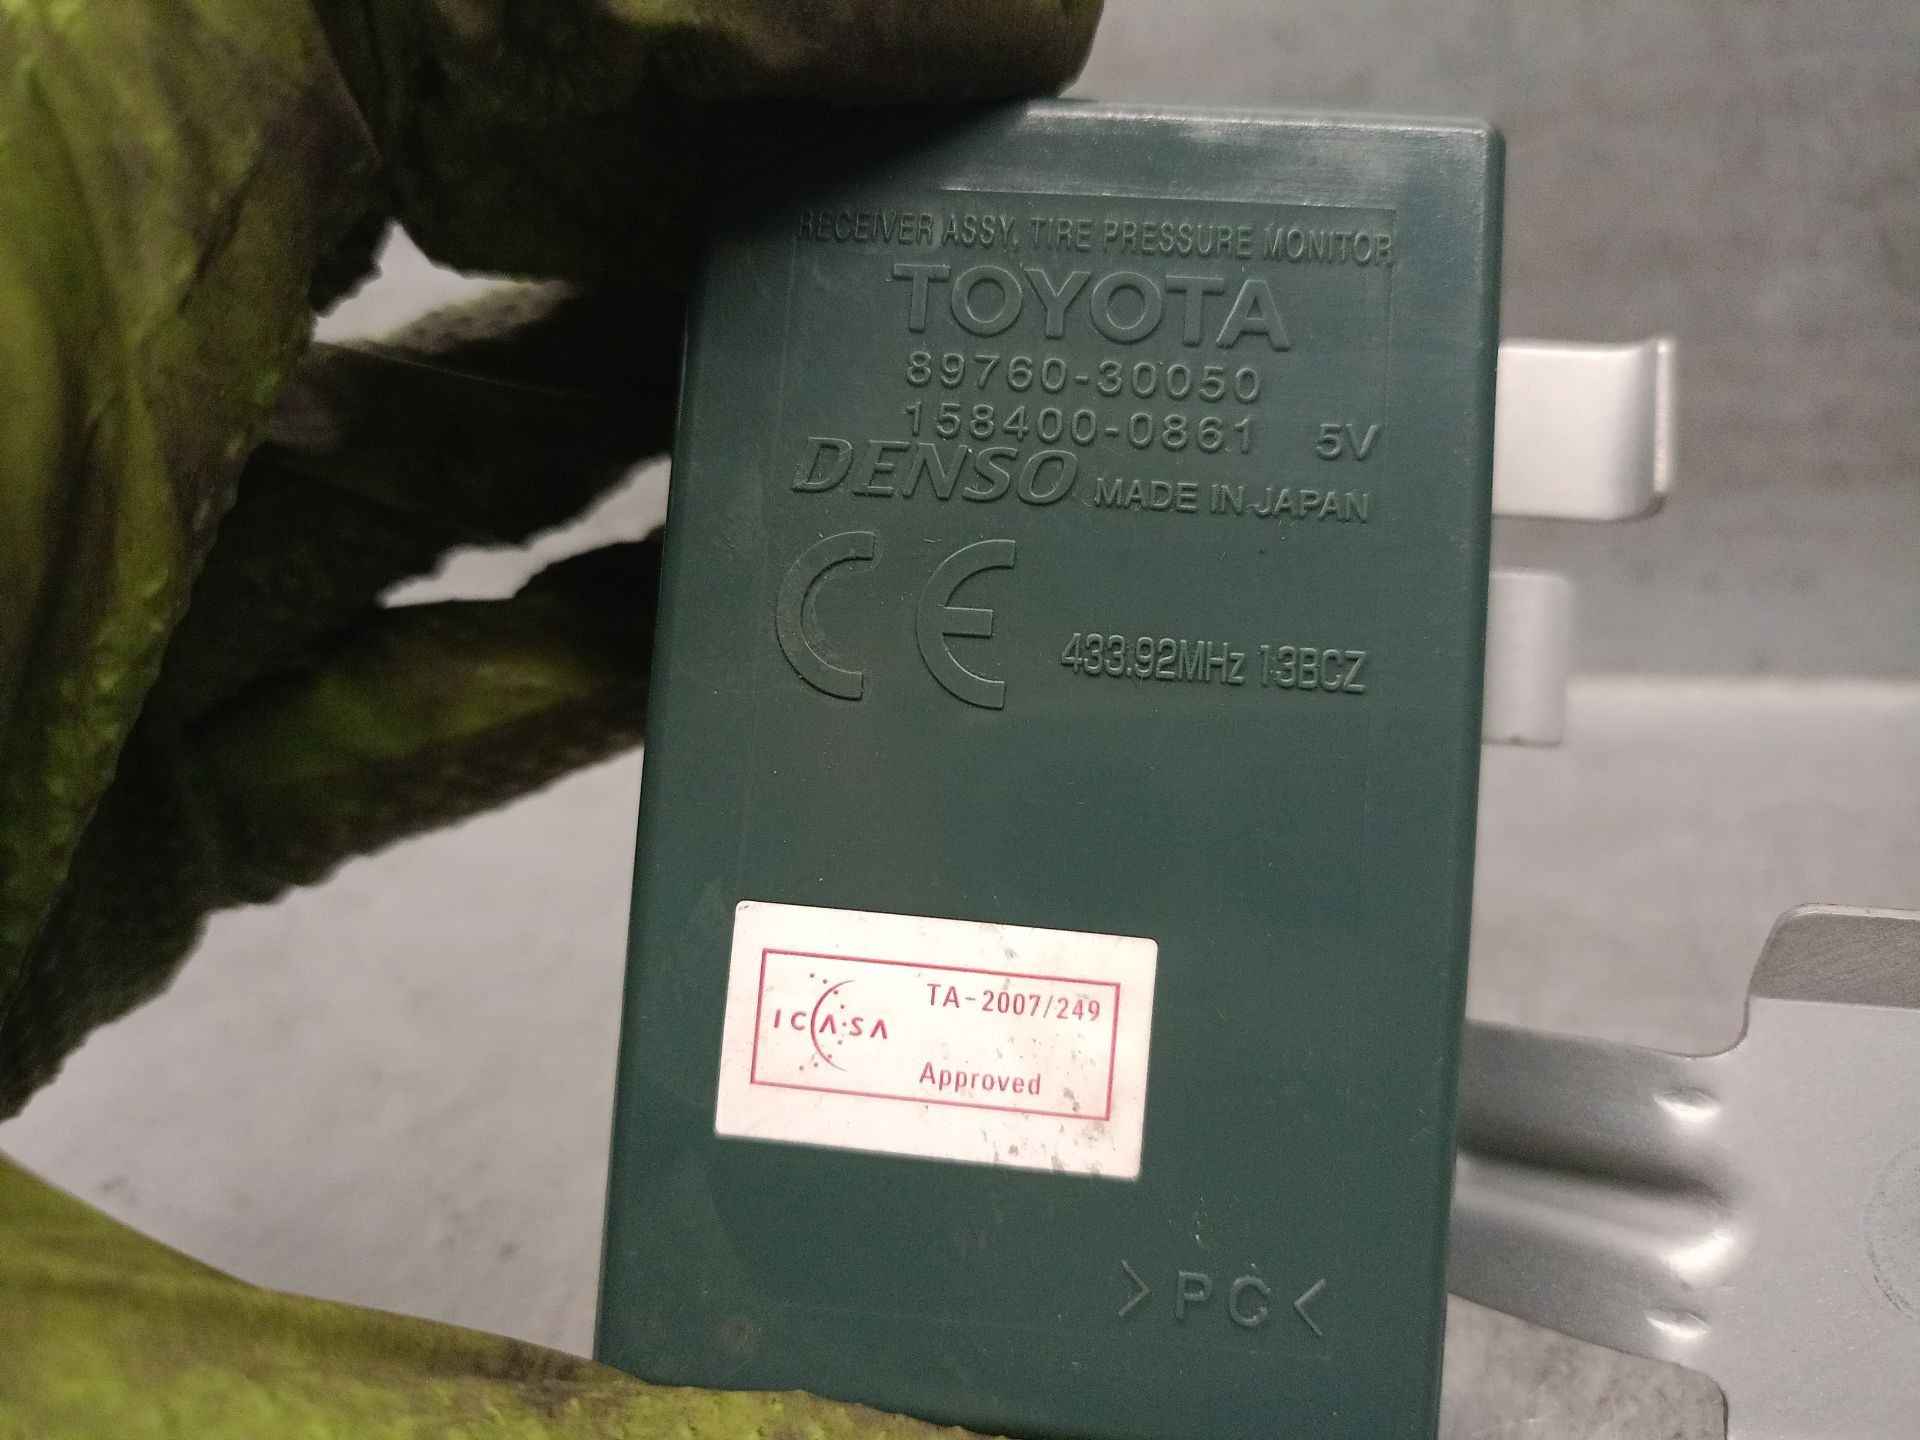 RECEIVER ASSY, TIRE PRESSURE MONITOR
TOYOTA
89760-30050
158400-0861 5V
DENSO MADE IN JAPAN
CE 433.92MHz 13BCZ
ICASA TA-2007/249
Approved
>PC<